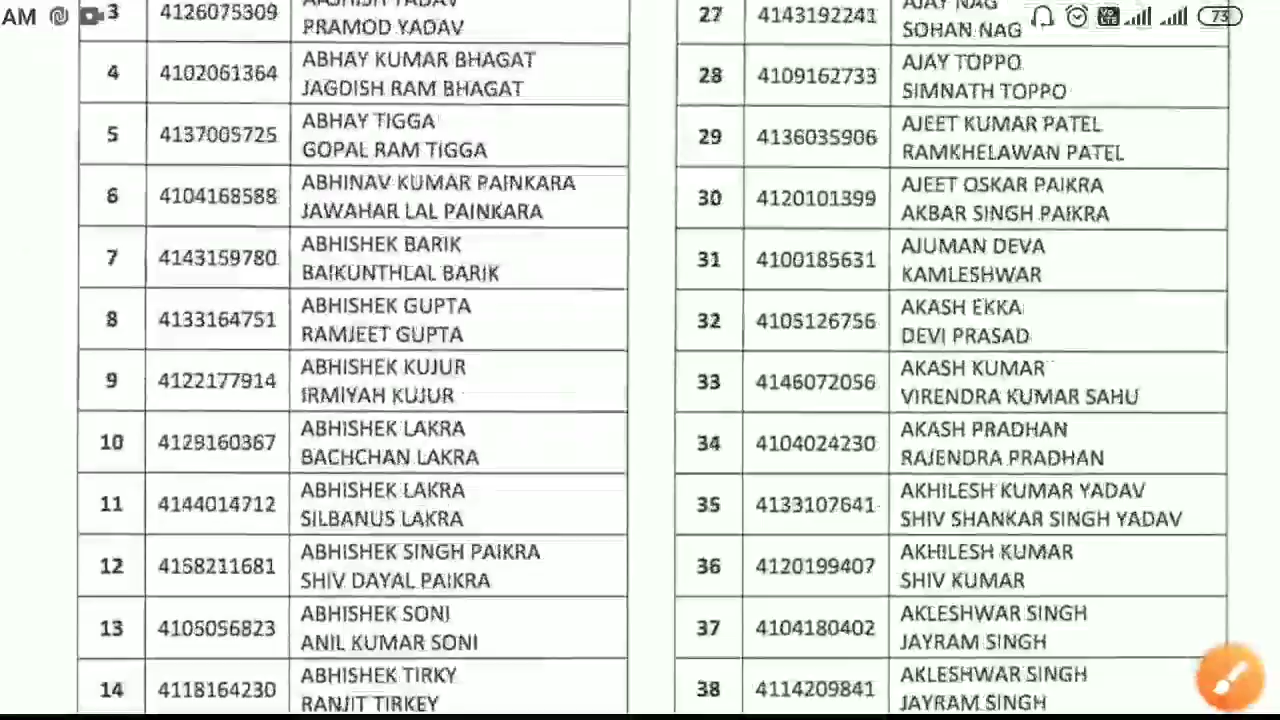 AM 73
3 4126075309
PRAMOD YADAV
4 4102061364 ABHAY KUMAR BHAGAT
JAGDISH RAM BHAGAT
5 4137005725 ABHAY TIGGA
GOPAL RAM TIGGA
6 4104168588 ABHINAV KUMAR PAINKARA
JAWAHAR LAL PAINKARA
7 4143159780 ABHISHEK BARIK
BAIKUNTHLAL BARIK
8 4133164751 ABHISHEK GUPTA
RAMJEET GUPTA
9 4122177914 ABHISHEK KUJUR
IRMIYAH KUJUR
10 4129160367 ABHISHEK LAKRA
BACHCHAN LAKRA
11 4144014712 ABHISHEK LAKRA
SILBANUS LAKRA
12 4158211681 ABHISHEK SINGH PAIKRA
SHIV DAYAL PAIKRA
13 4105056823 ABHISHEK SONI
ANIL KUMAR SONI
14 4118164230 ABHISHEK TIRKY
RANJIT TIRKEY
27 4143192241 AJAY NAG
SOHAN NAG
28 4109162733 AJAY TOPPO
SIMNATH TOPPO
29 4136035906 AJEET KUMAR PATEL
RAMKHELAWAN PATEL
30 4120101399 AJEET OSKAR PAIKRA
AKBAR SINGH PAIKRA
31 4100185631 AJUMAN DEVA
KAMLESHWAR
32 4105126756 AKASH EKKA
DEVI PRASAD
33 4146072056 AKASH KUMAR
VIRENDRA KUMAR SAHU
34 4104024230 AKASH PRADHAN
RAJENDRA PRADHAN
35 4133107641 AKHILESH KUMAR YADAV
SHIV SHANKAR SINGH YADAV
36 4120199407 AKHILESH KUMAR
SHIV KUMAR
37 4104180402 AKLESHWAR SINGH
JAYRAM SINGH
38 4114209841 AKLESHWAR SINGH
JAYRAM SINGH